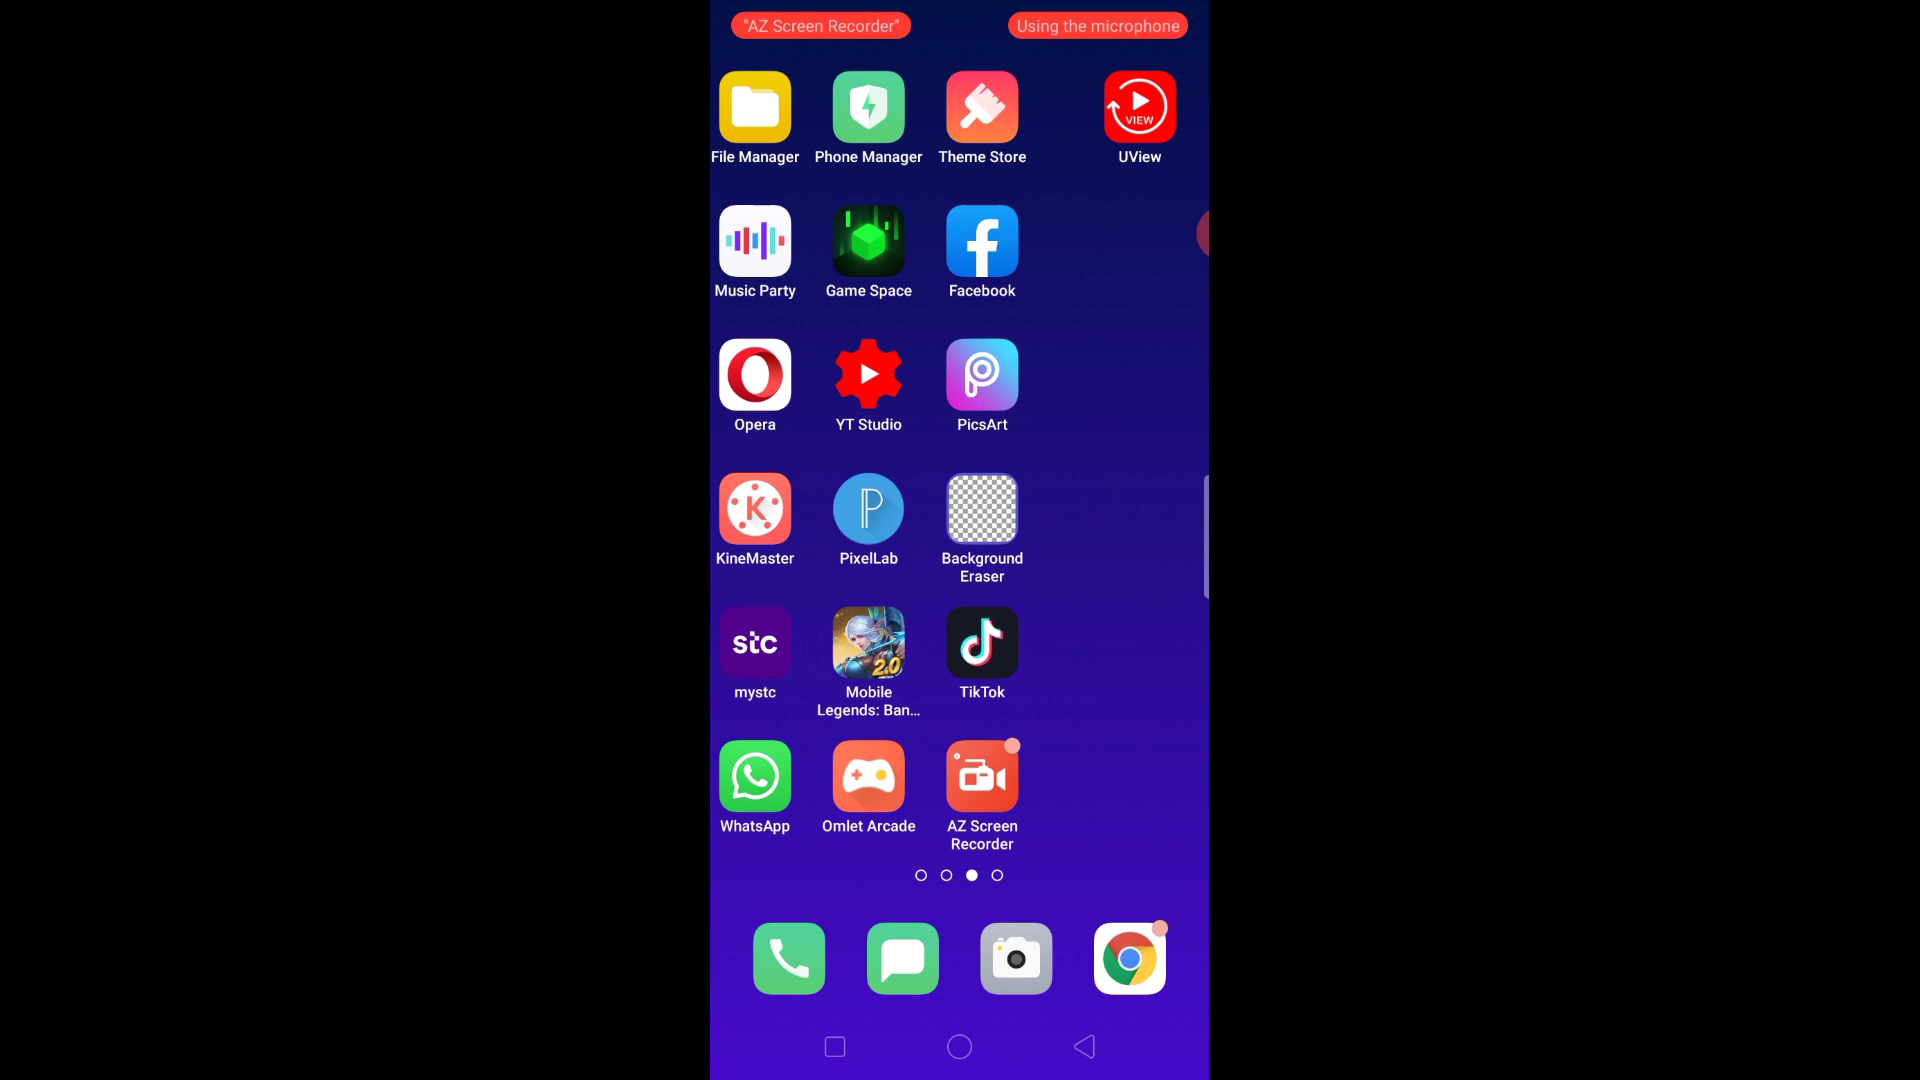 "AZ Screen Recorder"
Using the microphone
VIEW
File Manager
Phone Manager
Theme Store
UView
Music Party
Game Space
Facebook
Opera
YT Studio
PicsArt
K
P
KineMaster
PixelLab
Background
Eraser
stc
2.0
mystc
Mobile
Legends: Ban...
TikTok
WhatsApp
Omlet Arcade
AZ Screen
Recorder